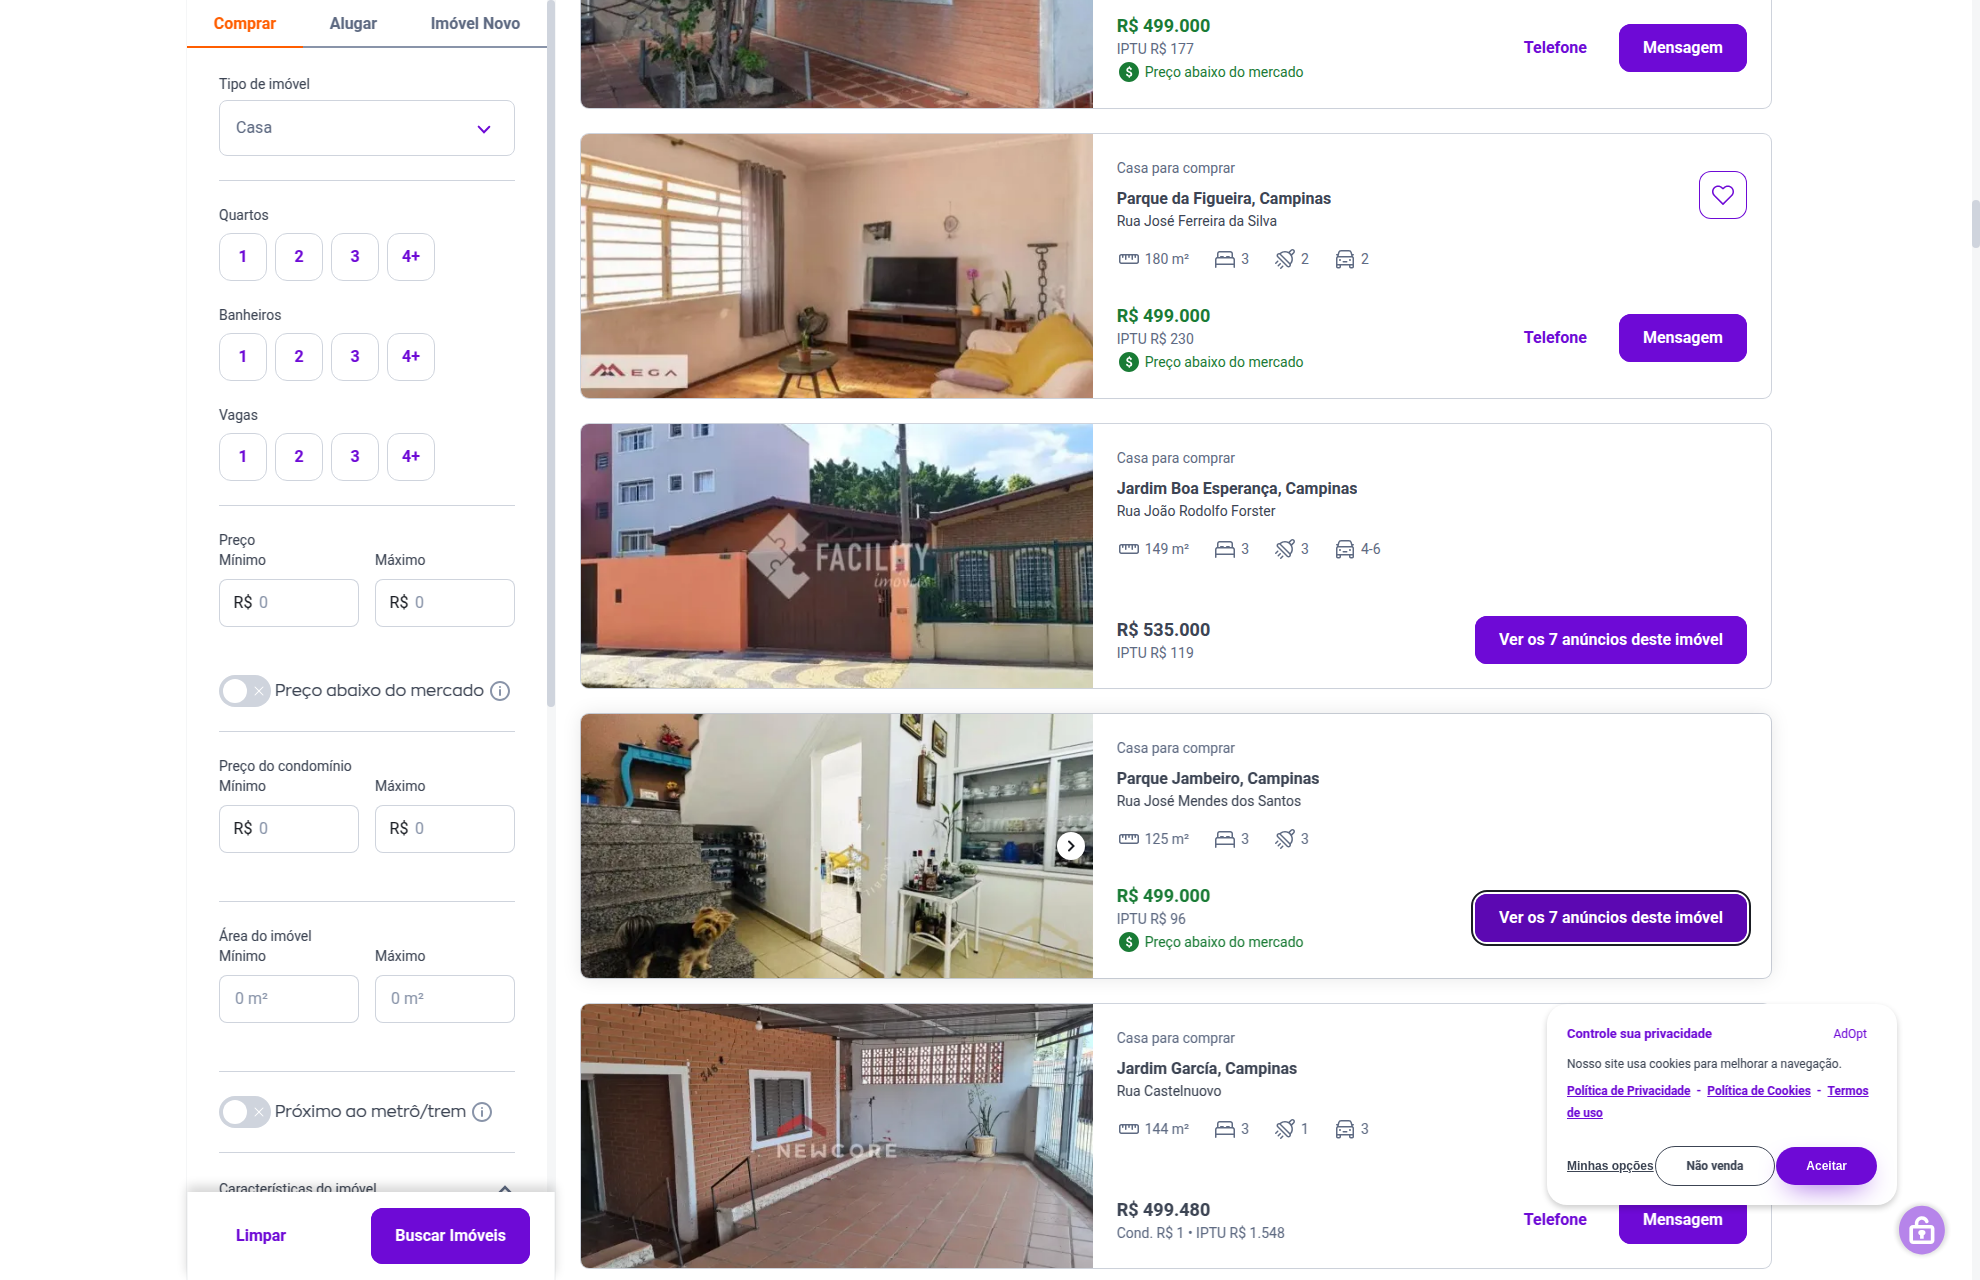 Comprar Alugar Imóvel Novo
Tipo de imóvel
Casa
Quartos
1 2 3 4+
Banheiros
1 2 3 4+
Vagas
1 2 3 4+
Preço
Mínimo Máximo
R$ 0 R$ 0
Preço abaixo do mercado
Preço do condomínio
Mínimo Máximo
R$ 0 R$ 0
Área do imóvel
Mínimo Máximo
0 m² 0 m²
Próximo ao metrô/trem
Características do imóvel
Limpar Buscar Imóveis
R$ 499.000
IPTU R$ 177
Preço abaixo do mercado
Telefone Mensagem
MEGA
Casa para comprar
Parque da Figueira, Campinas
Rua José Ferreira da Silva
180 m² 3 2 2
R$ 499.000
IPTU R$ 230
Preço abaixo do mercado
Telefone Mensagem
FACILITY
imóveis
Casa para comprar
Jardim Boa Esperança, Campinas
Rua João Rodolfo Forster
149 m² 3 3 4-6
R$ 535.000
IPTU R$ 119
Ver os 7 anúncios deste imóvel
Casa para comprar
Parque Jambeiro, Campinas
Rua José Mendes dos Santos
125 m² 3 3
R$ 499.000
IPTU R$ 96
Preço abaixo do mercado
Ver os 7 anúncios deste imóvel
NEWCORE
Casa para comprar
Jardim García, Campinas
Rua Castelnuovo
144 m² 3 1 3
R$ 499.480
Cond. R$ 1 • IPTU R$ 1.548
Telefone Mensagem
Controle sua privacidade AdOpt
Nosso site usa cookies para melhorar a navegação.
Política de Privacidade - Política de Cookies - Termos
de uso
Minhas opções Não venda Aceitar